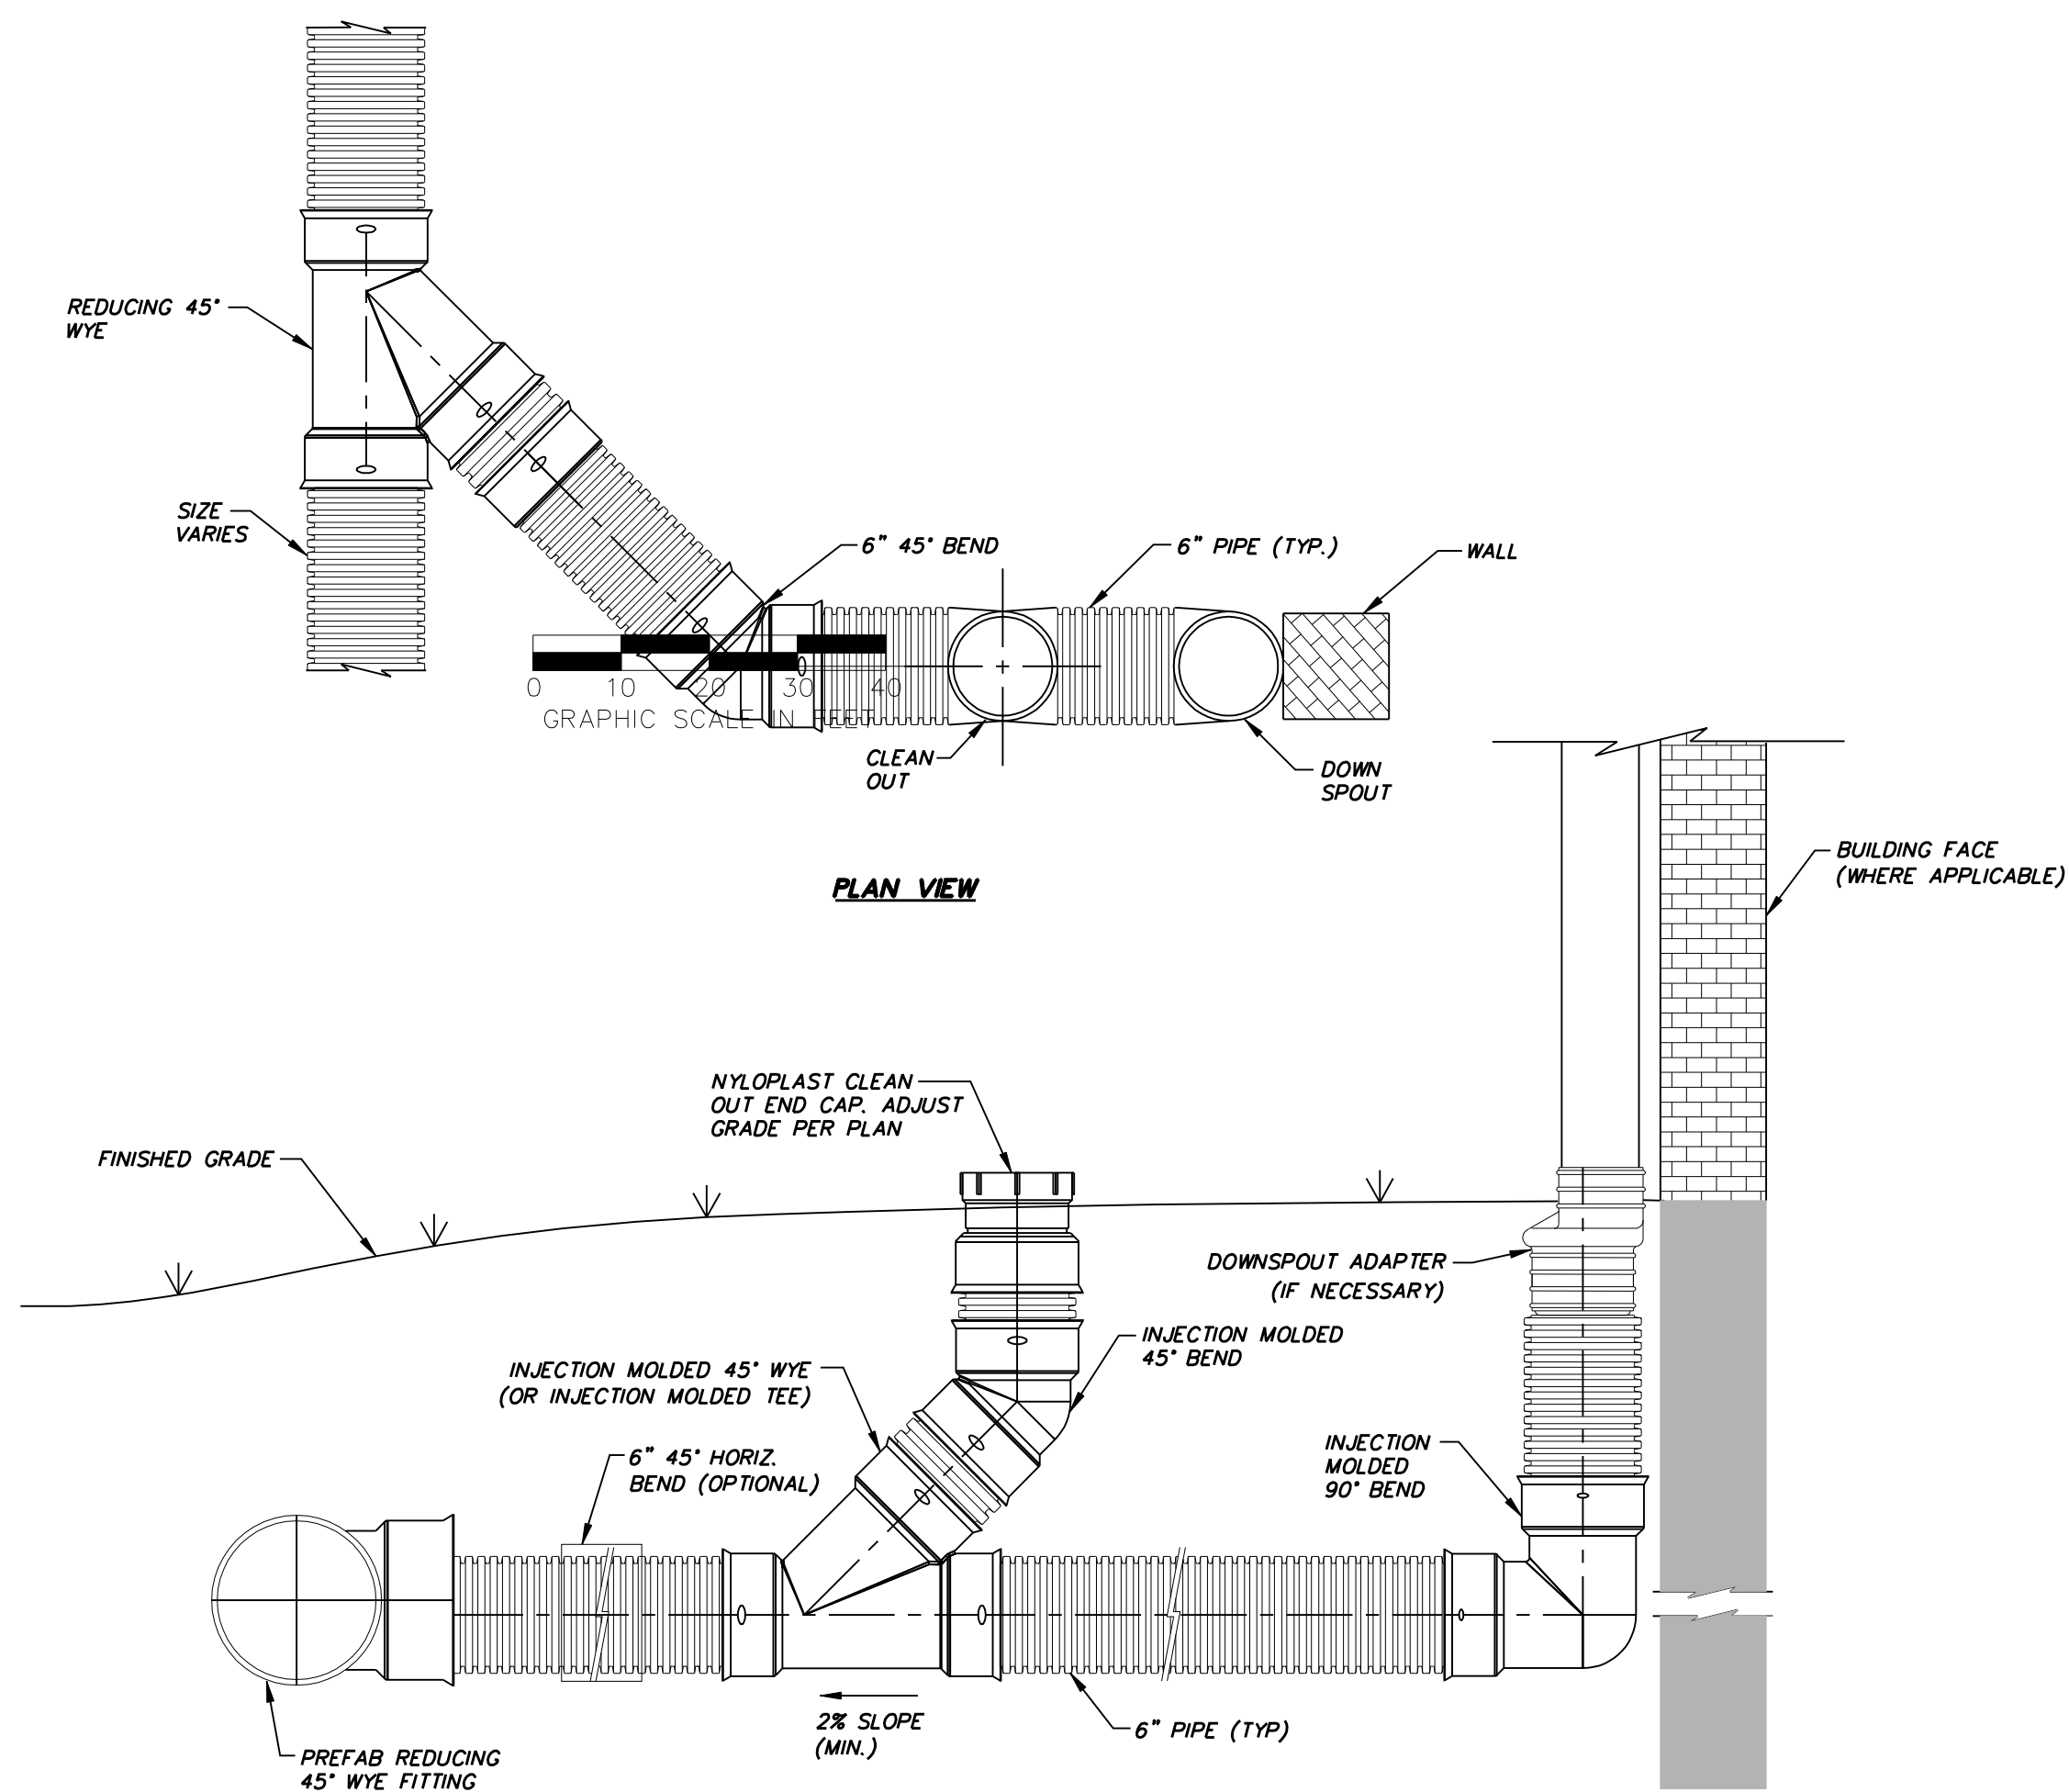 REDUCING 45°
WYE
SIZE
VARIES
6" 45° BEND
6" PIPE (TYP.)
WALL
0 10 20 30 40
GRAPHIC SCALE IN FEET
CLEAN
OUT
DOWN
SPOUT
PLAN VIEW
BUILDING FACE
(WHERE APPLICABLE)
NYLOPLAST CLEAN
OUT END CAP. ADJUST
GRADE PER PLAN
FINISHED GRADE
DOWNSPOUT ADAPTER
(IF NECESSARY)
INJECTION MOLDED
45° BEND
INJECTION MOLDED 45° WYE
(OR INJECTION MOLDED TEE)
6" 45° HORIZ.
BEND (OPTIONAL)
INJECTION
MOLDED
90° BEND
2% SLOPE
(MIN.)
6" PIPE (TYP)
PREFAB REDUCING
45° WYE FITTING